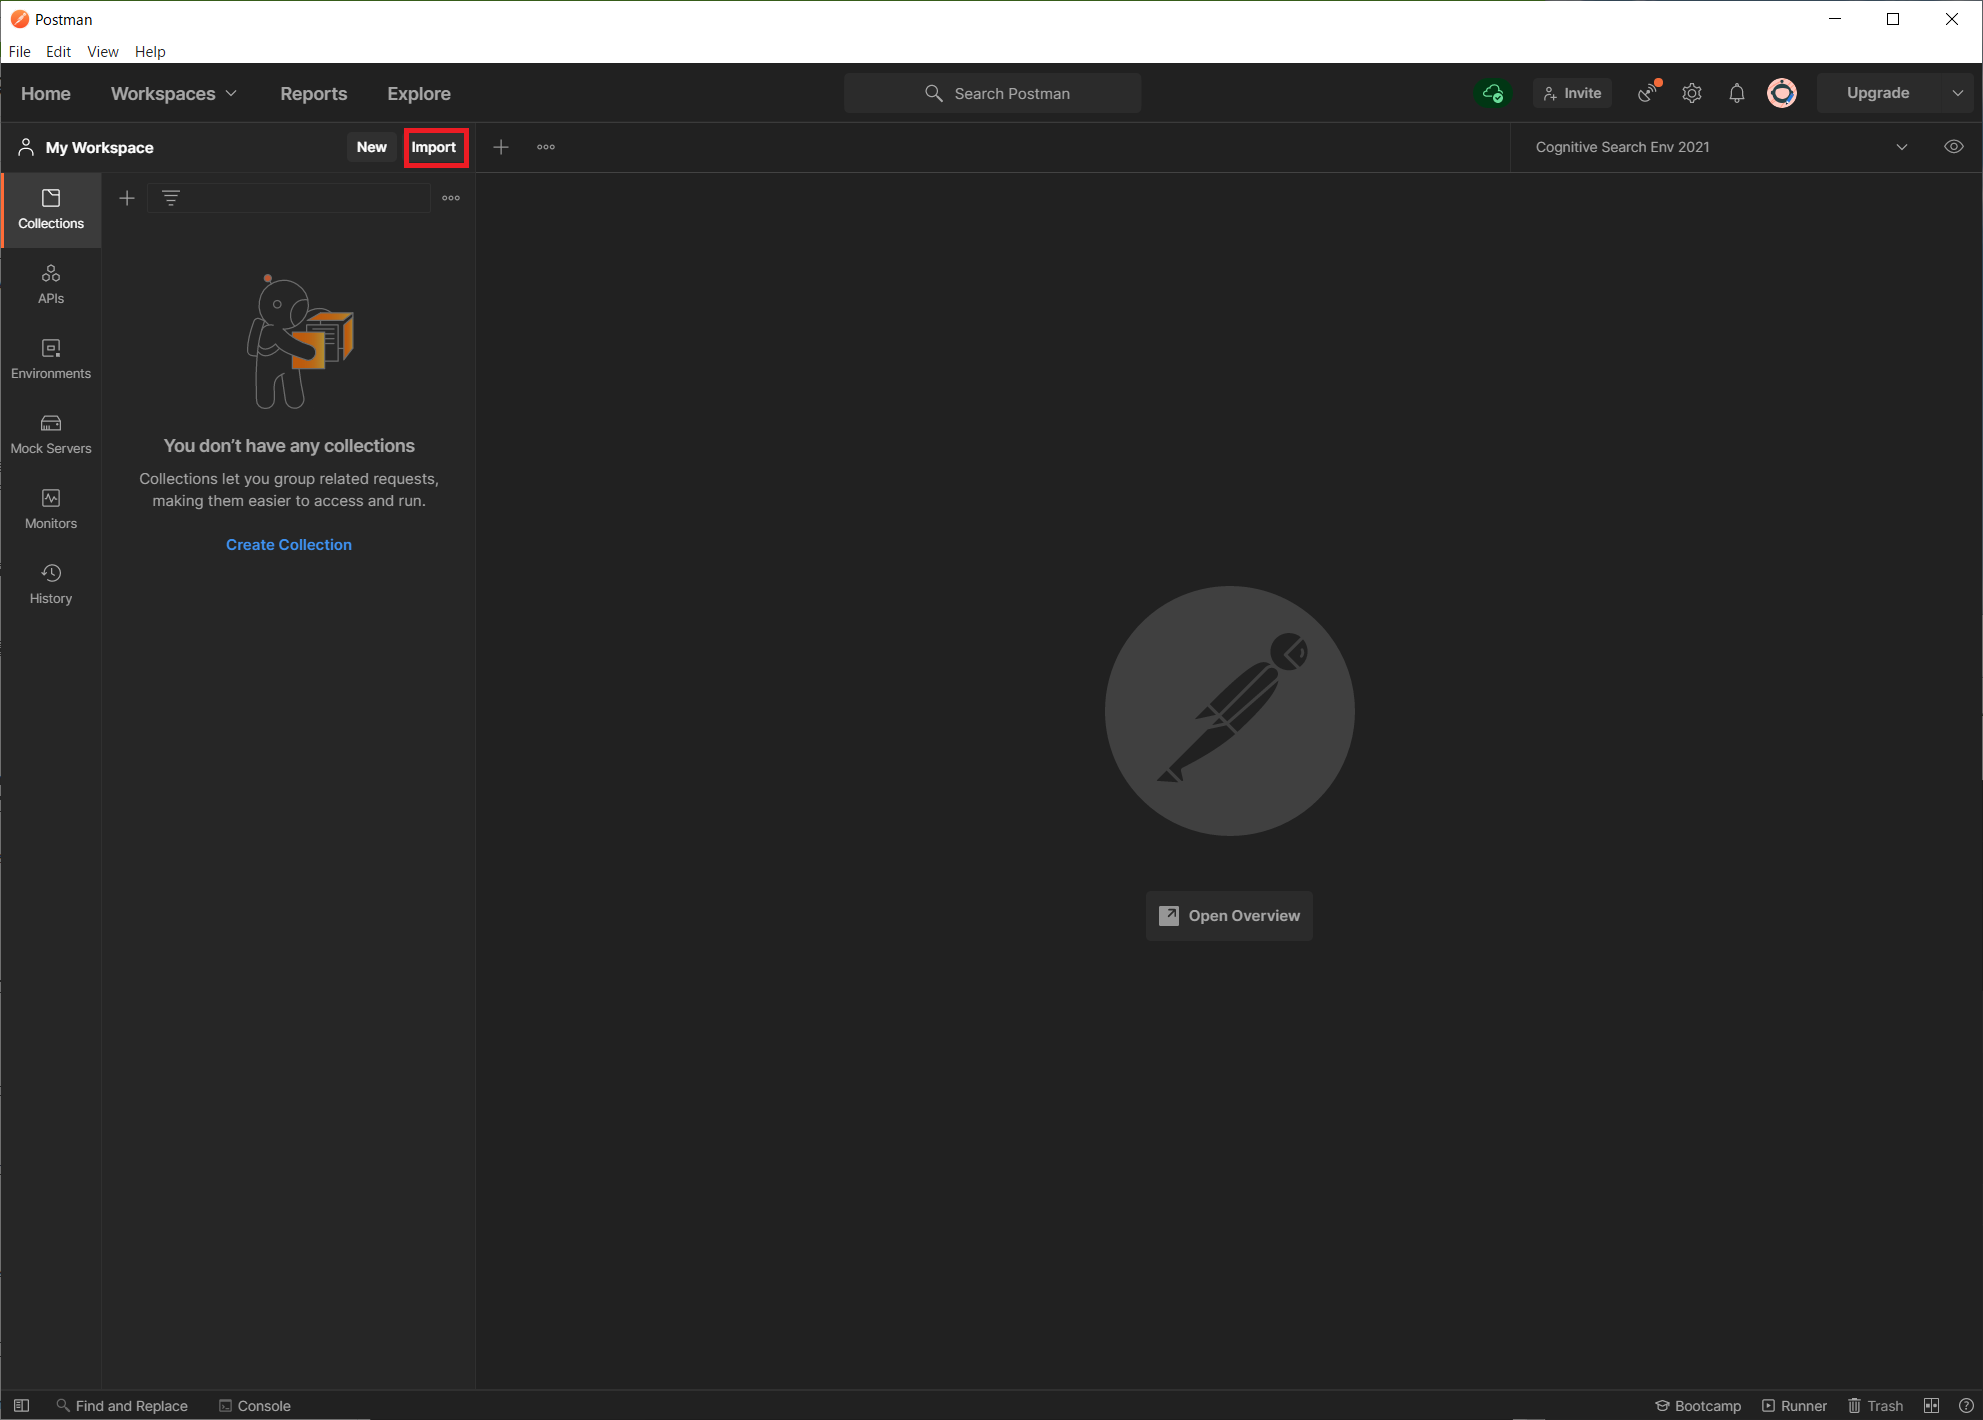 Postman
File Edit View Help
Home Workspaces Reports Explore Search Postman Invite Upgrade
My Workspace New Import Cognitive Search Env 2021
Collections
APIs
Environments
Mock Servers
Monitors
History
You don’t have any collections
Collections let you group related requests,
making them easier to access and run.
Create Collection
Open Overview
Find and Replace Console Bootcamp Runner Trash